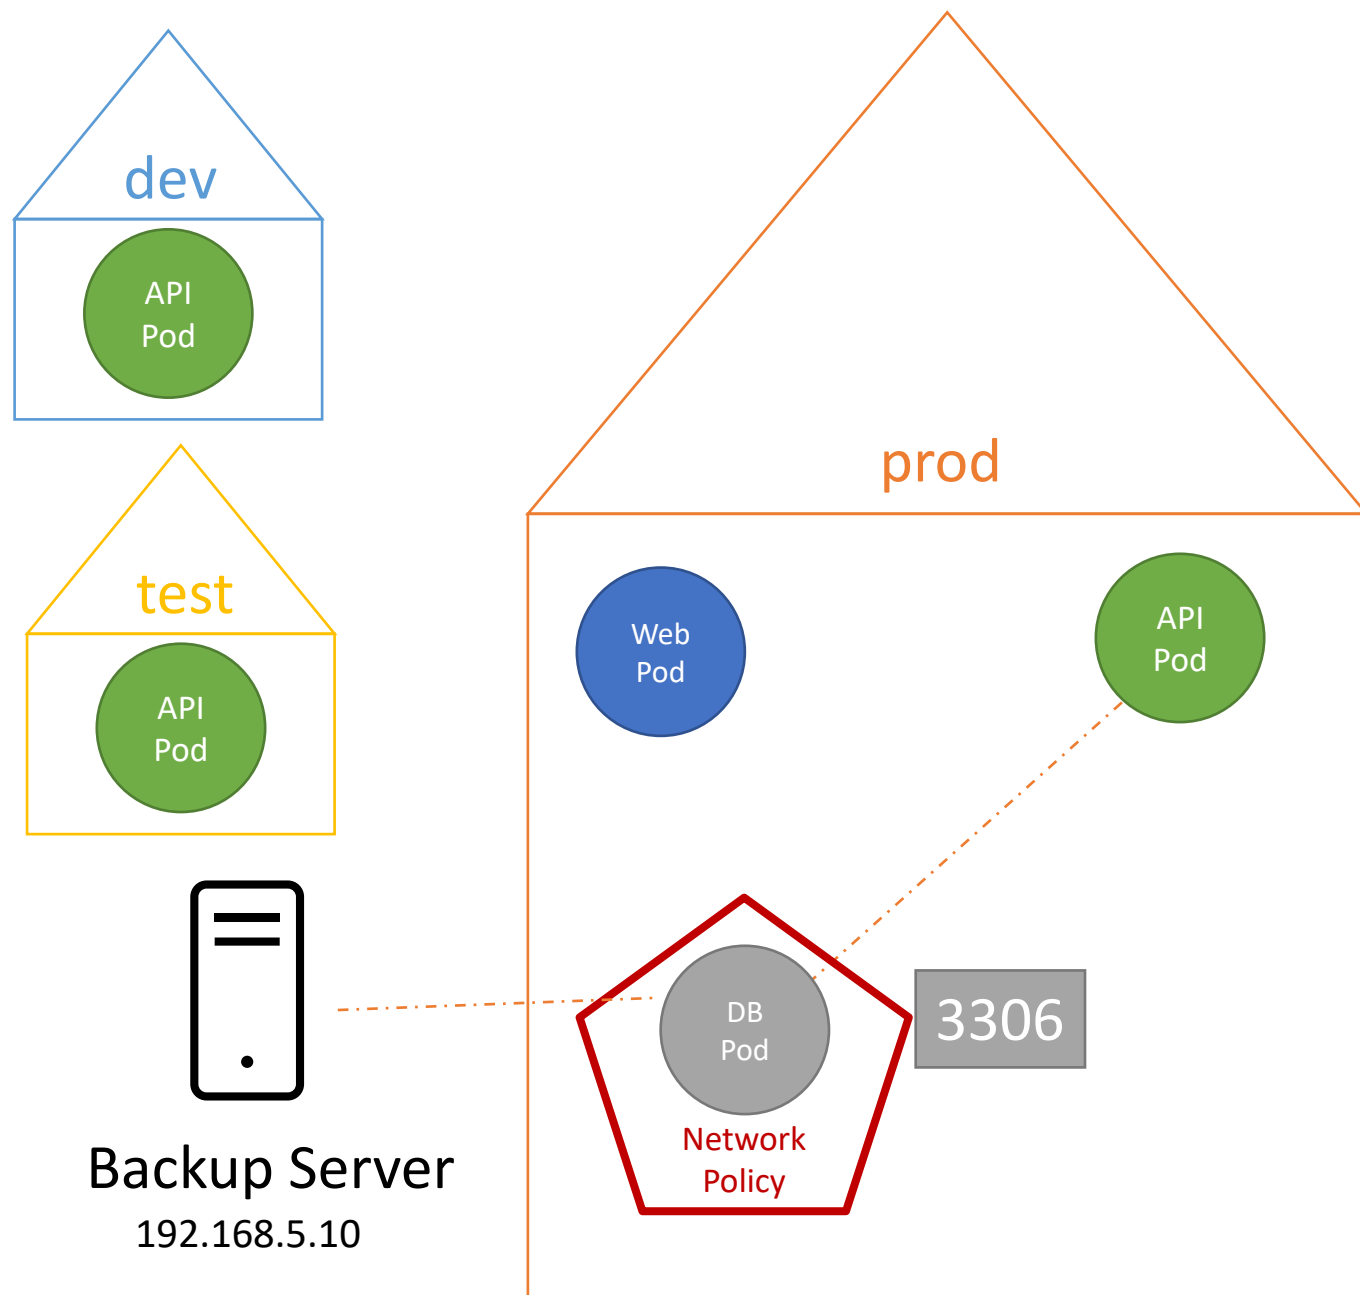 dev
API
Pod
prod
test
Web
Pod
API
Pod
API
Pod
DB
Pod
3306
Network
Policy
Backup Server
192.168.5.10